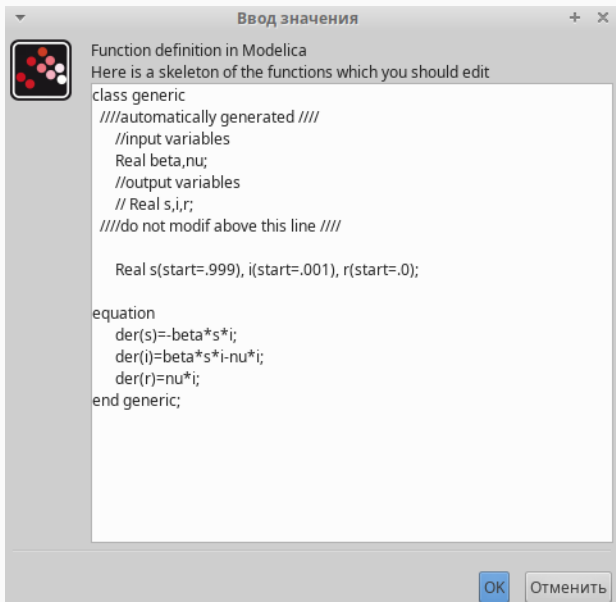 Ввод значения
Function definition in Modelica
Here is a skeleton of the functions which you should edit
class generic
////automatically generated ////
//input variables
Real beta,nu;
//output variables
// Real s,i,r;
////do not modif above this line ////
Real s(start=.999), i(start=.001), r(start=.0);
equation
der(s)=-beta*s*i;
der(i)=beta*s*i-nu*i;
der(r)=nu*i;
end generic;
OK Отменить